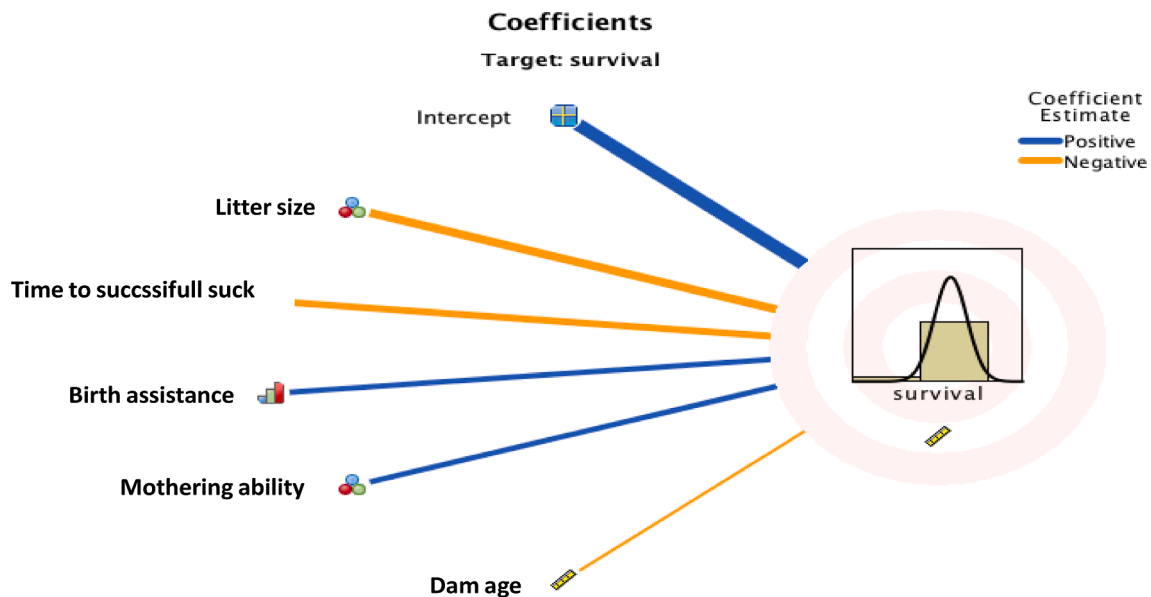 Coefficients
Target: survival
Intercept
Coefficient
Estimate
Positive
Negative
Litter size
Time to succssifull suck
Birth assistance
survival
Mothering ability
Dam age